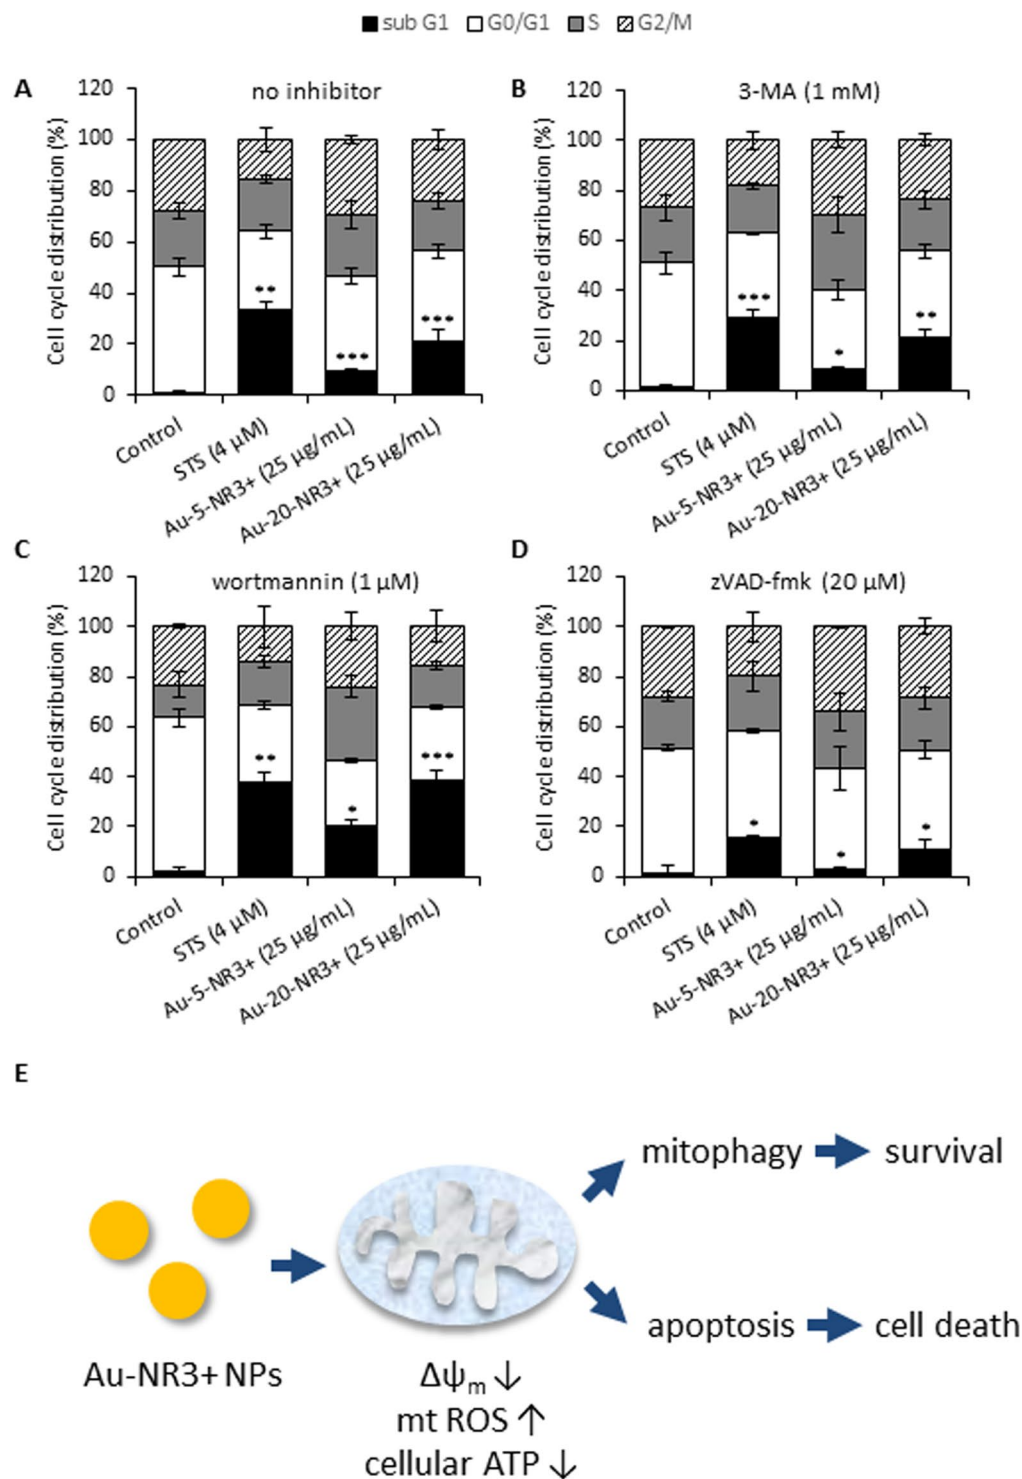 sub G1 G0/G1 S G2/M
A
no inhibitor
Cell cycle distribution (%)
120
100
80
60
40
20
0
** *** ***
Control
STS (4 µM)
Au-5-NR3+ (25 µg/mL)
Au-20-NR3+ (25 µg/mL)
B
3-MA (1 mM)
Cell cycle distribution (%)
120
100
80
60
40
20
0
*** * **
Control
STS (4 µM)
Au-5-NR3+ (25 µg/mL)
Au-20-NR3+ (25 µg/mL)
C
wortmannin (1 µM)
Cell cycle distribution (%)
120
100
80
60
40
20
0
** * ***
Control
STS (4 µM)
Au-5-NR3+ (25 µg/mL)
Au-20-NR3+ (25 µg/mL)
D
zVAD-fmk (20 µM)
Cell cycle distribution (%)
120
100
80
60
40
20
0
* * *
Control
STS (4 µM)
Au-5-NR3+ (25 µg/mL)
Au-20-NR3+ (25 µg/mL)
E
mitophagy survival
apoptosis cell death
Au-NR3+ NPs
Δψm ↓
mt ROS ↑
cellular ATP ↓